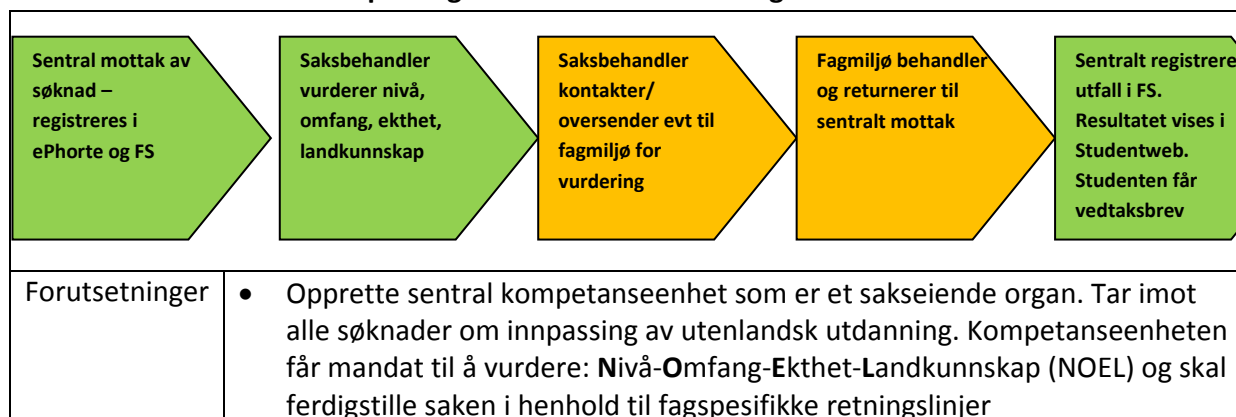 Sentral mottak av
søknad –
registreres i
ePhorte og FS
Saksbehandler
vurderer nivå,
omfang, ekthet,
landkunnskap
Saksbehandler
kontakter/
oversender evt til
fagmiljø for
vurdering
Fagmiljø behandler
og returnerer til
sentralt mottak
Sentralt registrere
utfall i FS.
Resultatet vises i
Studentweb.
Studenten får
vedtaksbrev
Forutsetninger
• Opprette sentral kompetanseenhet som er et sakseiende organ. Tar imot
alle søknader om innpassing av utenlandsk utdanning. Kompetanseenheten
får mandat til å vurdere: Nivå-Omfang-Ekthet-Landkunnskap (NOEL) og skal
ferdigstille saken i henhold til fagspesifikke retningslinjer